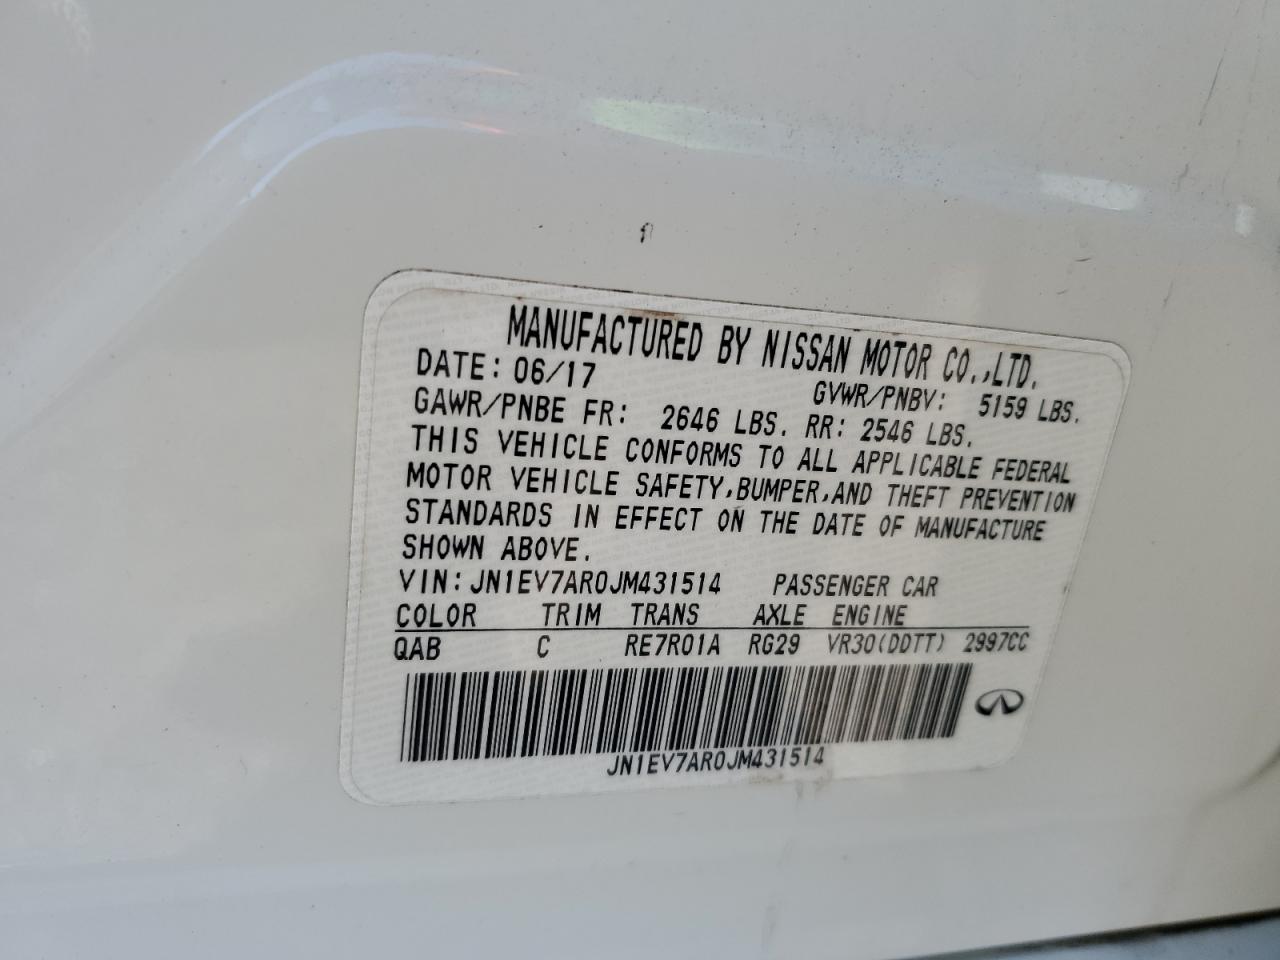 MANUFACTURED BY NISSAN MOTOR CO.,LTD.
DATE: 06/17 GVWR/PNBV: 5159 LBS.
GAWR/PNBE FR: 2646 LBS. RR: 2546 LBS.
THIS VEHICLE CONFORMS TO ALL APPLICABLE FEDERAL
MOTOR VEHICLE SAFETY,BUMPER,AND THEFT PREVENTION
STANDARDS IN EFFECT ON THE DATE OF MANUFACTURE
SHOWN ABOVE.
VIN: JN1EV7AR0JM431514 PASSENGER CAR
COLOR TRIM TRANS AXLE ENGINE
QAB C RE7R01A RG29 VR30(DDTT) 2997CC
JN1EV7AR0JM431514